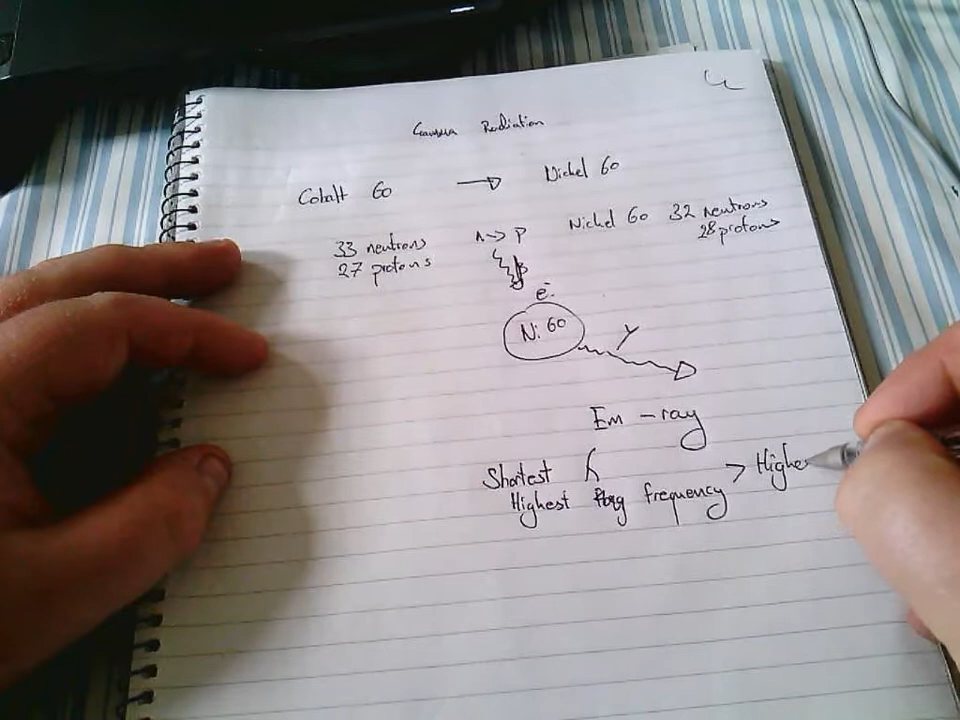 Gamma Radiation
Cobalt 60 → Nickel 60
33 neutrons
27 protons
n → p
Nickel 60 32 neutrons
28 protons
e⁻
Ni 60
γ
Em - ray
Shortest λ
Highest frequency > Highe